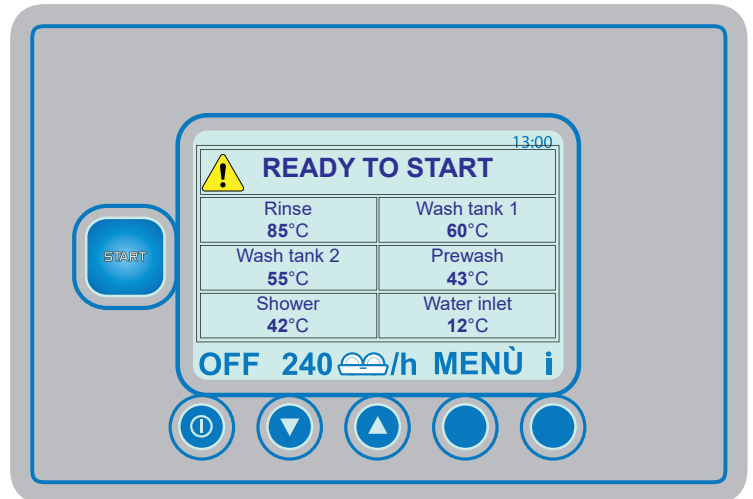 13:00
READY TO START
Rinse Wash tank 1
85°C 60°C
Wash tank 2 Prewash
55°C 43°C
START
Shower Water inlet
42°C 12°C
OFF 240 /h MENÙ i